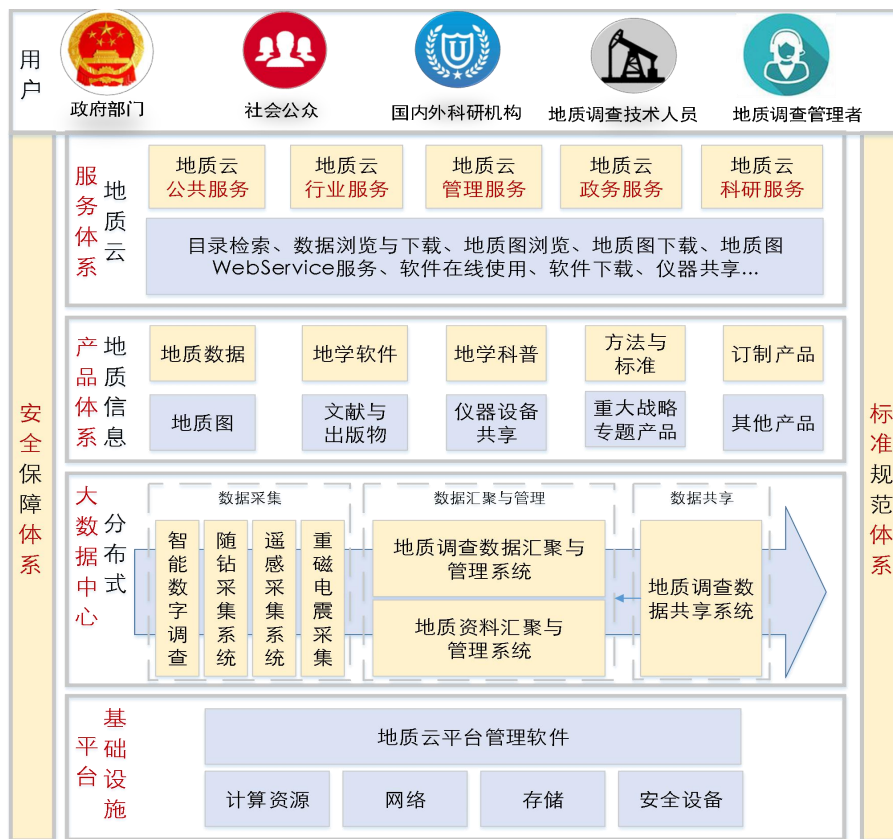 用户
政府部门
社会公众
国内外科研机构
地质调查技术人员
地质调查管理者
安全保障体系
标准规范体系
地质云
服务体系
地质云
公共服务
地质云
行业服务
地质云
管理服务
地质云
政务服务
地质云
科研服务
目录检索、数据浏览与下载、地质图浏览、地质图下载、地质图
WebService服务、软件在线使用、软件下载、仪器共享...
地质信息
产品体系
地质数据
地学软件
地学科普
方法与
标准
订制产品
地质图
文献与
出版物
仪器设备
共享
重大战略
专题产品
其他产品
分布式
大数据中心
数据采集
数据汇聚与管理
数据共享
智能数字调查
随钻采集系统
遥感采集系统
重磁电震采集
地质调查数据汇聚与
管理系统
地质资料汇聚与
管理系统
地质调查数
据共享系统
基础设施
平台
地质云平台管理软件
计算资源
网络
存储
安全设备